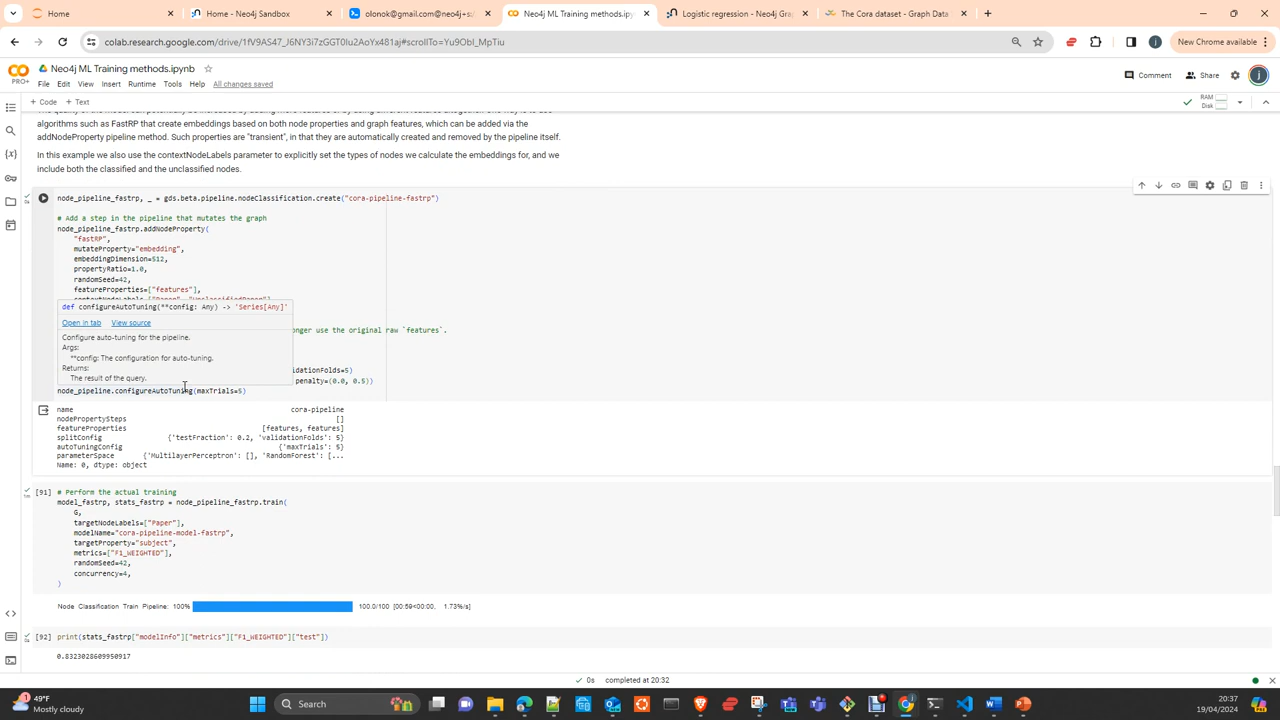 Home
Home - Neo4j Sandbox
olonok@gmail.com@neo4j+s:/
Neo4j ML Training methods.ipynb
Logistic regression - Neo4j Gra
The Cora dataset - Graph Data
colab.research.google.com/drive/1fV9AS47_J6NY3i7zGGT0Iu2AoYx481aj#scrollTo=Yu9ObI_MpTiu
New Chrome available
PRO+
Neo4j ML Training methods.ipynb
File Edit View Insert Runtime Tools Help All changes saved
Comment
Share
+ Code + Text
RAM
Disk
algorithms such as FastRP that create embeddings based on both node properties and graph features, which can be added via the
addNodeProperty pipeline method. Such properties are "transient", in that they are automatically created and removed by the pipeline itself.
In this example we also use the contextNodeLabels parameter to explicitly set the types of nodes we calculate the embeddings for, and we
include both the classified and the unclassified nodes.
node_pipeline_fastrp, _ = gds.beta.pipeline.nodeClassification.create("cora-pipeline-fastrp")
# Add a step in the pipeline that mutates the graph
node_pipeline_fastrp.addNodeProperty(
"fastRP",
mutateProperty="embedding",
embeddingDimension=512,
propertyRatio=1.0,
randomSeed=42,
featureProperties=["features"],
def configureAutoTuning(**config: Any) -> 'Series[Any]'
Open in tab View source
onger use the original raw `features`.
Configure auto-tuning for the pipeline.
Args:
**config: The configuration for auto-tuning.
Returns:
The result of the query.
idationFolds=5)
penalty=(0.0, 0.5))
node_pipeline.configureAutoTuning(maxTrials=5)
name cora-pipeline
nodePropertySteps []
featureProperties [features, features]
splitConfig {'testFraction': 0.2, 'validationFolds': 5}
autoTuningConfig {'maxTrials': 5}
parameterSpace {'MultilayerPerceptron': [], 'RandomForest': [...
Name: 0, dtype: object
[91] # Perform the actual training
model_fastrp, stats_fastrp = node_pipeline_fastrp.train(
G,
targetNodeLabels=["Paper"],
modelName="cora-pipeline-model-fastrp",
targetProperty="subject",
metrics=["F1_WEIGHTED"],
randomSeed=42,
concurrency=4,
)
Node Classification Train Pipeline: 100% 100.0/100 [00:59<00:00, 1.73%/s]
[92] print(stats_fastrp["modelInfo"]["metrics"]["F1_WEIGHTED"]["test"])
0.8323028609950917
0s completed at 20:32
49°F
Mostly cloudy
Search
20:37
19/04/2024